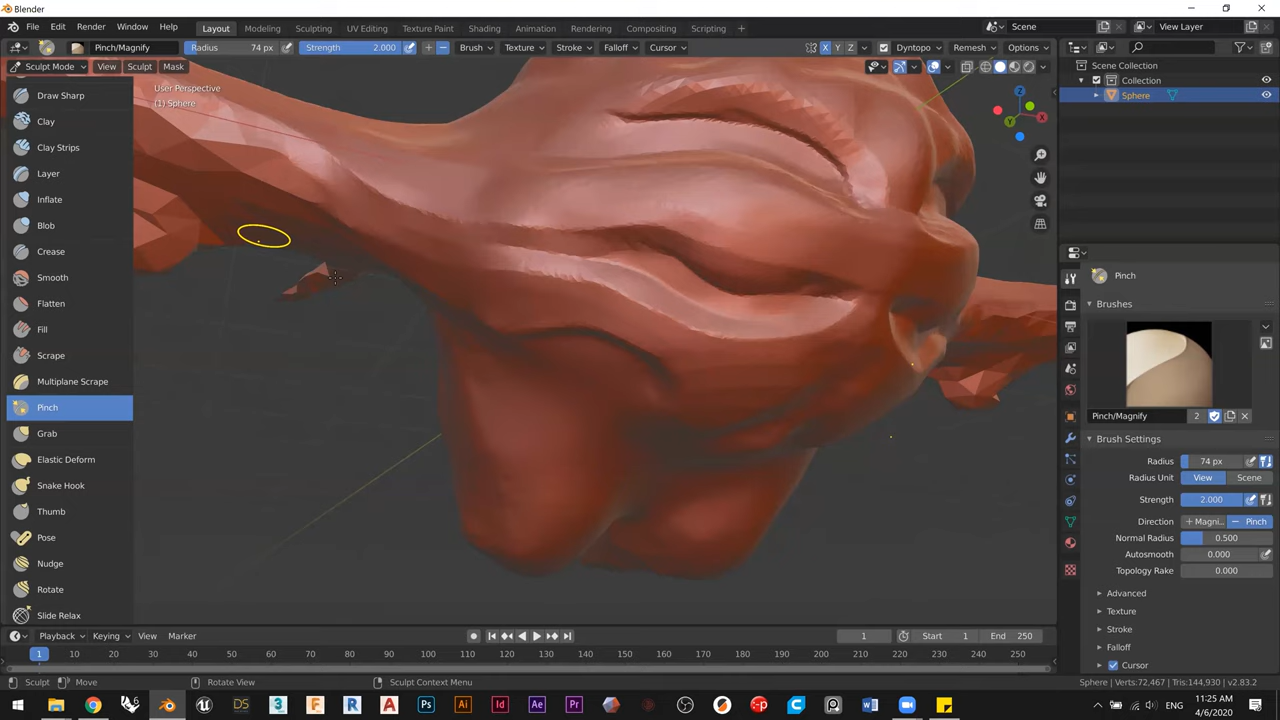 Blender
File Edit Render Window Help Layout Modeling Sculpting UV Editing Texture Paint Shading Animation Rendering Compositing Scripting Scene View Layer
Pinch/Magnify Radius 74 px Strength 2.000 Brush Texture Stroke Falloff Cursor X Y Z Dyntopo Remesh Options
Sculpt Mode View Sculpt Mask
Scene Collection
Collection
Sphere
User Perspective
(1) Sphere
Z
X
Y
Draw Sharp
Clay
Clay Strips
Layer
Inflate
Blob
Crease
Smooth
Flatten
Fill
Scrape
Multiplane Scrape
Pinch
Grab
Elastic Deform
Snake Hook
Thumb
Pose
Nudge
Rotate
Slide Relax
Pinch
Brushes
Pinch/Magnify 2
Brush Settings
Radius 74 px
Radius Unit View Scene
Strength 2.000
Direction + Magni... − Pinch
Normal Radius 0.500
Autosmooth 0.000
Topology Rake 0.000
Advanced
Texture
Stroke
Falloff
Cursor
Playback Keying View Marker 1 Start 1 End 250
1 10 20 30 40 50 60 70 80 90 100 110 120 130 140 150 160 170 180 190 200 210 220 230 240 250
Sculpt Move Rotate View Sculpt Context Menu Sphere | Verts:72,467 | Tris:144,930 | v2.83.2
ENG 11:25 AM
4/6/2020